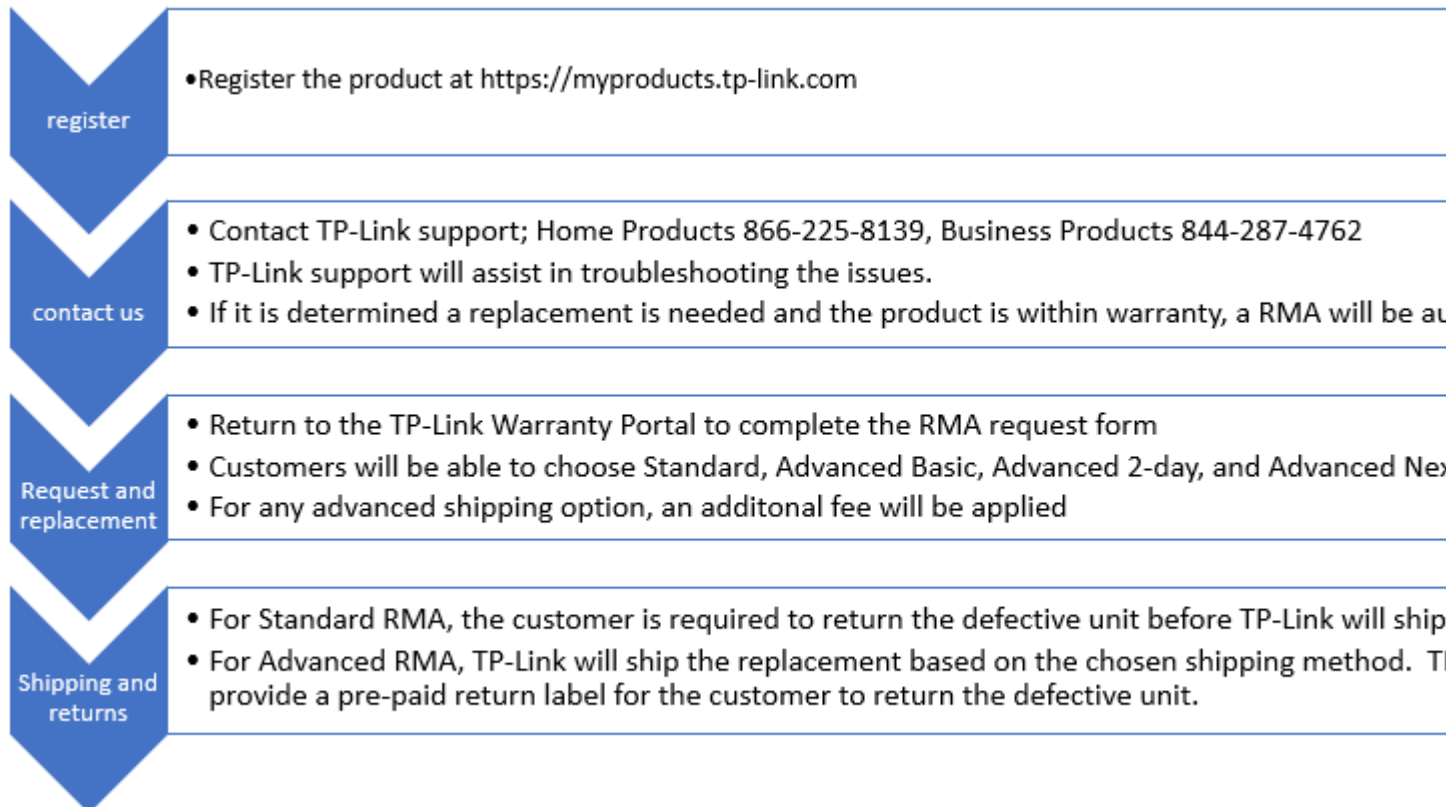 register
•Register the product at https://myproducts.tp-link.com
contact us
• Contact TP-Link support; Home Products 866-225-8139, Business Products 844-287-4762
• TP-Link support will assist in troubleshooting the issues.
• If it is determined a replacement is needed and the product is within warranty, a RMA will be
Request and
replacement
• Return to the TP-Link Warranty Portal to complete the RMA request form
• Customers will be able to choose Standard, Advanced Basic, Advanced 2-day, and Advanced
• For any advanced shipping option, an additonal fee will be applied
Shipping and
returns
• For Standard RMA, the customer is required to return the defective unit before TP-Link will ship
• For Advanced RMA, TP-Link will ship the replacement based on the chosen shipping method.
provide a pre-paid return label for the customer to return the defective unit.